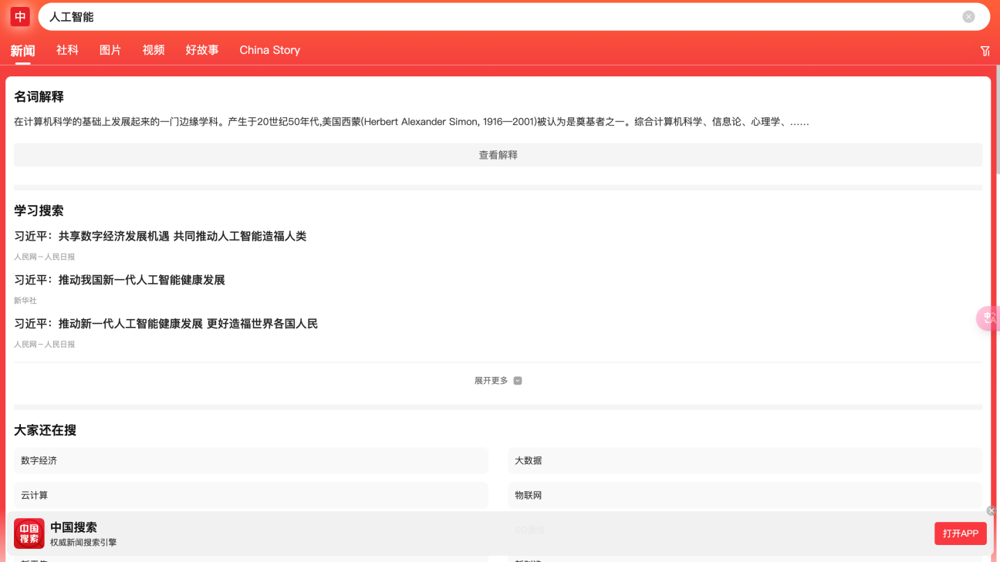 中
人工智能
新闻 社科 图片 视频 好故事 China Story
名词解释
在计算机科学的基础上发展起来的一门边缘学科。产生于20世纪50年代,美国西蒙(Herbert Alexander Simon, 1916—2001)被认为是奠基者之一。综合计算机科学、信息论、心理学、……
查看解释
学习搜索
习近平：共享数字经济发展机遇 共同推动人工智能造福人类
人民网－人民日报
习近平：推动我国新一代人工智能健康发展
新华社
习近平：推动新一代人工智能健康发展 更好造福世界各国人民
人民网－人民日报
展开更多
大家还在搜
数字经济 大数据
云计算 物联网
5G通信
中国搜索
中国搜索
权威新闻搜索引擎
打开APP